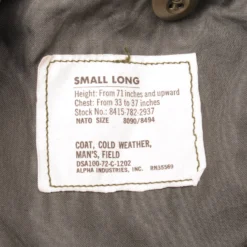 SMALL LONG
Height: From 71 inches and upward
Chest: From 33 to 37 inches
Stock No.: 8415-782-2937
NATO SIZE 8090/8494
COAT, COLD WEATHER,
MAN'S, FIELD
DSA100-72-C-1202
ALPHA INDUSTRIES, INC.